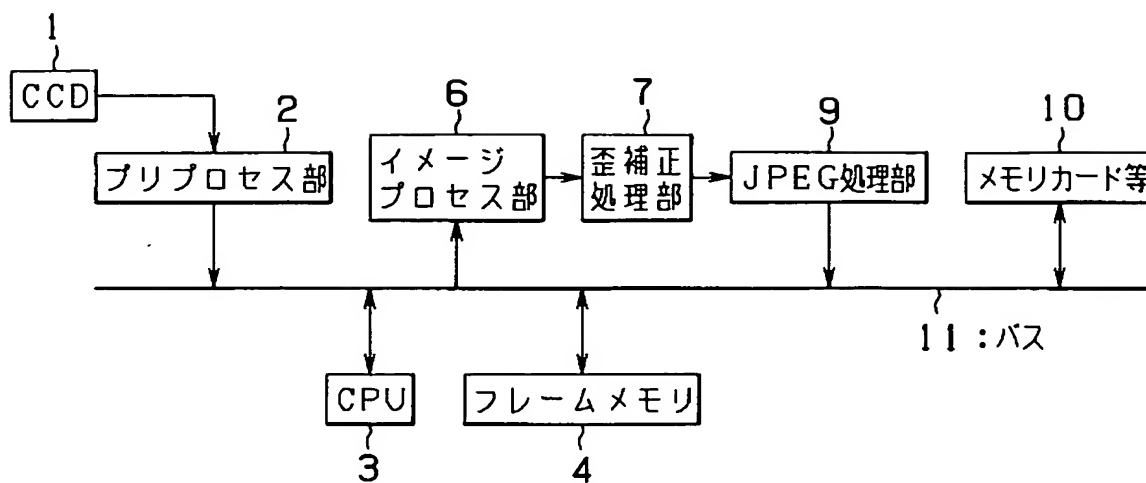 1
CCD
2
プリプロセス部
6
イメージ
プロセス部
7
歪補正
処理部
9
JPEG処理部
10
メモリカード等
11:バス
CPU
3
フレームメモリ
4